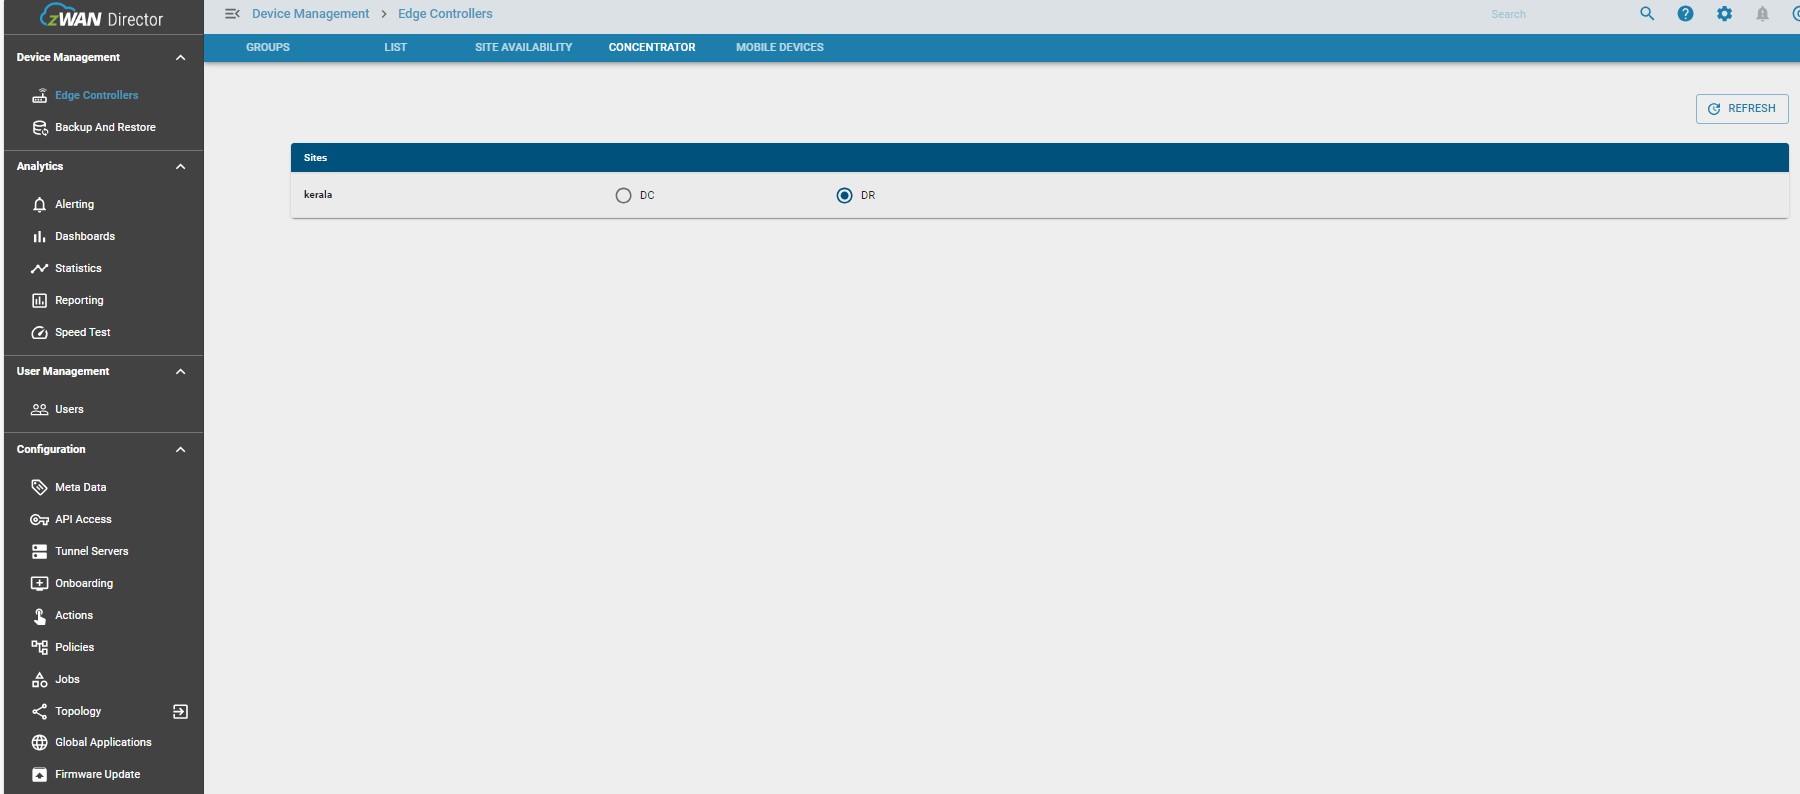 zWAN Director
Device Management > Edge Controllers
Search
GROUPS
LIST
SITE AVAILABILITY
CONCENTRATOR
MOBILE DEVICES
Device Management
Edge Controllers
Backup And Restore
Analytics
Alerting
Dashboards
Statistics
Reporting
Speed Test
User Management
Users
Configuration
Meta Data
API Access
Tunnel Servers
Onboarding
Actions
Policies
Jobs
Topology
Global Applications
Firmware Update
REFRESH
Sites
kerala DC DR